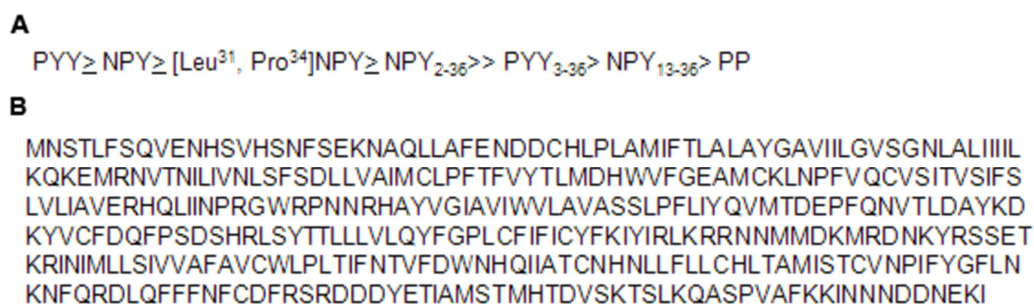 A
PYY≥ NPY≥ [Leu³¹, Pro³⁴]NPY≥ NPY₂₋₃₆>> PYY₃₋₃₆> NPY₁₃₋₃₆> PP
B
MNSTLFSQVENHSVHSNFSEKNAQLLAFENDDCHLPLAMIFTLALAYGAVIILGVSGNLALIIIIL
KQKEMRNVTNILIVNLSFSDLLVAIMCLPFTFVYTLMDHWVFGEAMCKLNPFVQCVSITVSIFS
LVLIAVERHQLIINPRGWRPNNRHAYVGIAVIWVLAVASSLPFLIYQVMTDEPFQNVTLDAYKD
KYVCFDQFPSDSHRLSYTTLLLVLQYFGPLCFIFICYFKIYIRLKRRNNMMDKMRDNKYRSSET
KRINIMLLSIVVAFAVCWLPLTIFNTVFDWNHQIIATCNHNLLFLLCHLTAMISTCVNPIFYGFLN
KNFQRDLQFFFNFCDFRSRDDDYETIAMSTMHTDVSKTSLKQASPVAFKKINNNDDNEKI